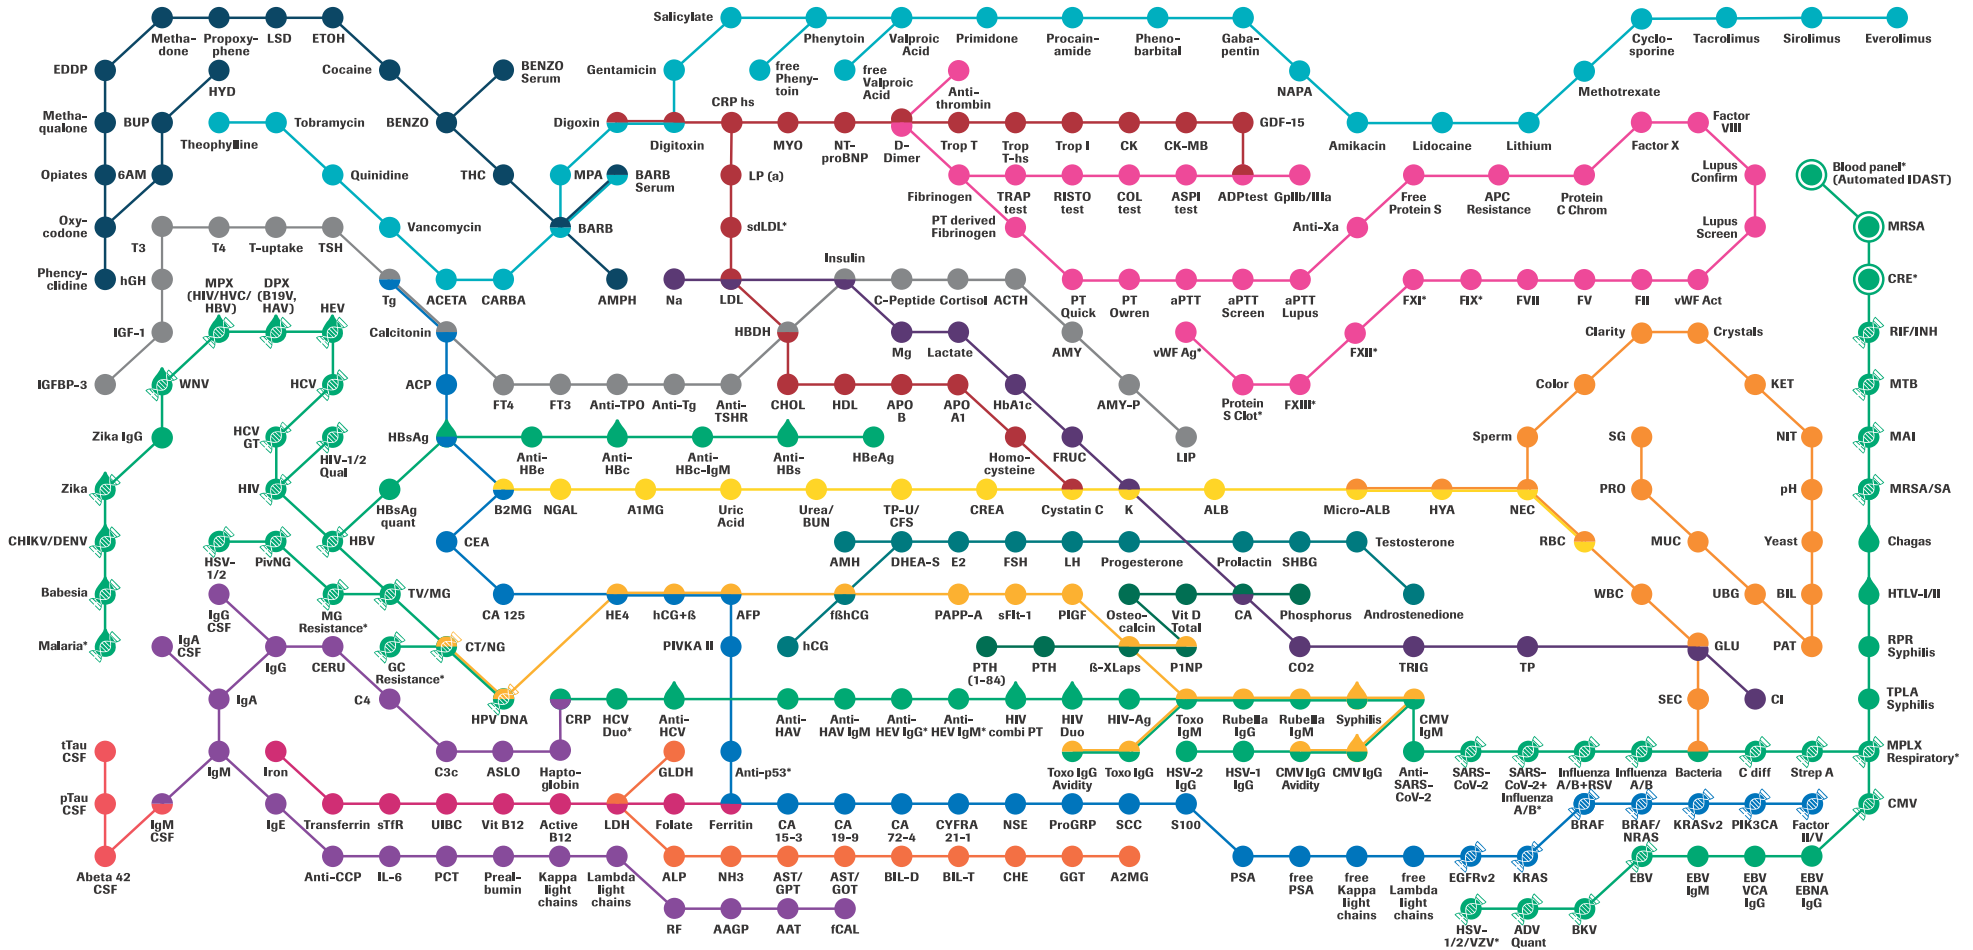 Metha-
done
Propoxy-
phene
LSD
ETOH
Salicylate
Phenytoin
Valproic
Acid
Primidone
Procain-
amide
Pheno-
barbital
Gaba-
pentin
Cyclo-
sporine
Tacrolimus
Sirolimus
Everolimus
EDDP
HYD
Cocaine
BENZO
Serum
Gentamicin
free
Pheny-
toin
free
Valproic
Acid
Anti-
thrombin
NAPA
Methotrexate
Metha-
qualone
BUP
Theophylline
Tobramycin
BENZO
Digoxin
Digitoxin
CRP hs
MYO
NT-
proBNP
D-
Dimer
Trop T
Trop
T-hs
Trop I
CK
CK-MB
GDF-15
Amikacin
Lidocaine
Lithium
Factor X
Factor
VIII
Opiates
6AM
Quinidine
THC
MPA
BARB
Serum
LP (a)
Fibrinogen
TRAP
test
RISTO
test
COL
test
ASPI
test
ADPtest
GpIIb/IIIa
Free
Protein S
APC
Resistance
Protein
C Chrom
Lupus
Confirm
Blood panel*
(Automated IDAST)
Oxy-
codone
T3
T4
T-uptake
TSH
Vancomycin
BARB
sdLDL*
PT derived
Fibrinogen
Anti-Xa
Lupus
Screen
MRSA
Phency-
clidine
hGH
MPX
(HIV/HVC/
HBV)
DPX
(B19V,
HAV)
HEV
Tg
ACETA
CARBA
AMPH
Na
LDL
Insulin
C-Peptide
Cortisol
ACTH
PT
Quick
PT
Owren
aPTT
aPTT
Screen
aPTT
Lupus
FXI*
FIX*
FVII
FV
FII
vWF Act
CRE*
IGF-1
Calcitonin
HBDH
Mg
Lactate
AMY
vWF Ag*
FXII*
Clarity
Crystals
RIF/INH
IGFBP-3
WNV
HCV
ACP
FT4
FT3
Anti-TPO
Anti-Tg
Anti-
TSHR
CHOL
HDL
APO
B
APO
A1
HbA1c
AMY-P
Protein
S Clot*
FXIII*
Color
KET
MTB
Zika IgG
HCV
GT
HIV-1/2
Qual
HBsAg
Anti-
HBe
Anti-
HBc
Anti-
HBc-IgM
Anti-
HBs
HBeAg
Homo-
cysteine
FRUC
LIP
Sperm
SG
NIT
MAI
Zika
HIV
HBsAg
quant
B2MG
NGAL
A1MG
Uric
Acid
Urea/
BUN
TP-U/
CFS
CREA
Cystatin C
K
ALB
Micro-ALB
HYA
NEC
PRO
pH
MRSA/SA
CHIKV/DENV
HSV-
1/2
PivNG
HBV
CEA
AMH
DHEA-S
E2
FSH
LH
Progesterone
Prolactin
SHBG
Testosterone
RBC
MUC
Yeast
Chagas
Babesia
IgG
CSF
MG
Resistance*
TV/MG
CA 125
HE4
hCG+ß
AFP
fßhCG
PAPP-A
sFlt-1
PlGF
Osteo-
calcin
Vit D
Total
CA
Phosphorus
Androstenedione
WBC
UBG
BIL
HTLV-I/II
Malaria*
IgA
CSF
IgG
CERU
GC
Resistance*
CT/NG
PIVKA II
hCG
PTH
(1-84)
PTH
ß-XLaps
P1NP
CO2
TRIG
TP
GLU
PAT
RPR
Syphilis
IgA
C4
HPV DNA
CRP
HCV
Duo*
Anti-
HCV
Anti-
HAV
Anti-
HAV IgM
Anti-
HEV IgG*
Anti-
HEV IgM*
HIV
combi PT
HIV
Duo
HIV-Ag
Toxo
IgM
Rubella
IgG
Rubella
IgM
Syphilis
CMV
IgM
SEC
Cl
TPLA
Syphilis
tTau
CSF
IgM
Iron
C3c
ASLO
Hapto-
globin
GLDH
Anti-p53*
Toxo IgG
Avidity
Toxo IgG
HSV-2
IgG
HSV-1
IgG
CMV IgG
Avidity
CMV IgG
Anti-
SARS-
CoV-2
SARS-
CoV-2
SARS-
CoV-2+
Influenza
A/B*
Influenza
A/B+RSV
Influenza
A/B
Bacteria
C diff
Strep A
MPLX
Respiratory*
pTau
CSF
IgM
CSF
IgE
Transferrin
sTfR
UIBC
Vit B12
Active
B12
LDH
Folate
Ferritin
CA
15-3
CA
19-9
CA
72-4
CYFRA
21-1
NSE
ProGRP
SCC
S100
BRAF
BRAF/
NRAS
KRASv2
PIK3CA
Factor
II/V
CMV
Abeta 42
CSF
Anti-CCP
IL-6
PCT
Preal-
bumin
Kappa
light
chains
Lambda
light
chains
ALP
NH3
AST/
GPT
AST/
GOT
BIL-D
BIL-T
CHE
GGT
A2MG
PSA
free
PSA
free
Kappa
light
chains
free
Lambda
light
chains
EGFRv2
KRAS
EBV
EBV
IgM
EBV
VCA
IgG
EBV
EBNA
IgG
RF
AAGP
AAT
fCAL
HSV-
1/2/VZV*
ADV
Quant
BKV